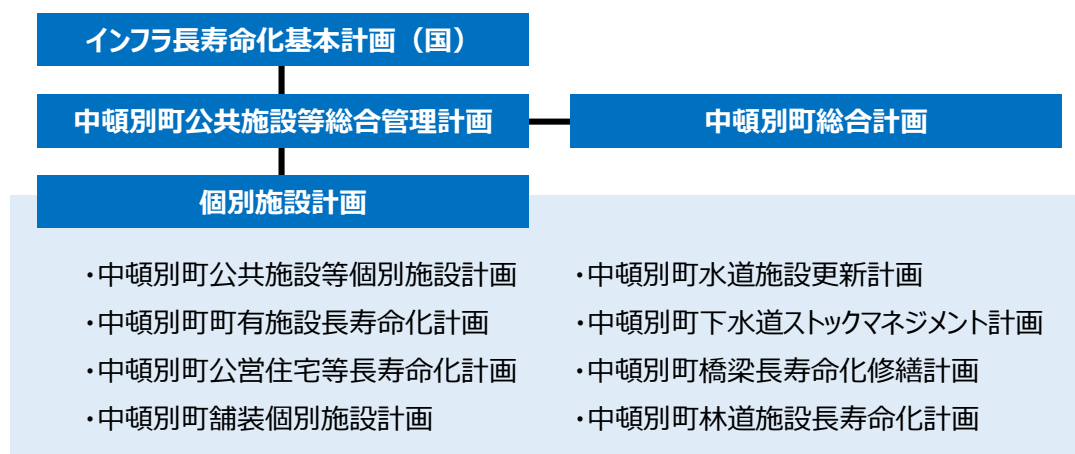 インフラ長寿命化基本計画（国）
中頓別町公共施設等総合管理計画
中頓別町総合計画
個別施設計画
・中頓別町公共施設等個別施設計画
・中頓別町町有施設長寿命化計画
・中頓別町公営住宅等長寿命化計画
・中頓別町舗装個別施設計画
・中頓別町水道施設更新計画
・中頓別町下水道ストックマネジメント計画
・中頓別町橋梁長寿命化修繕計画
・中頓別町林道施設長寿命化計画